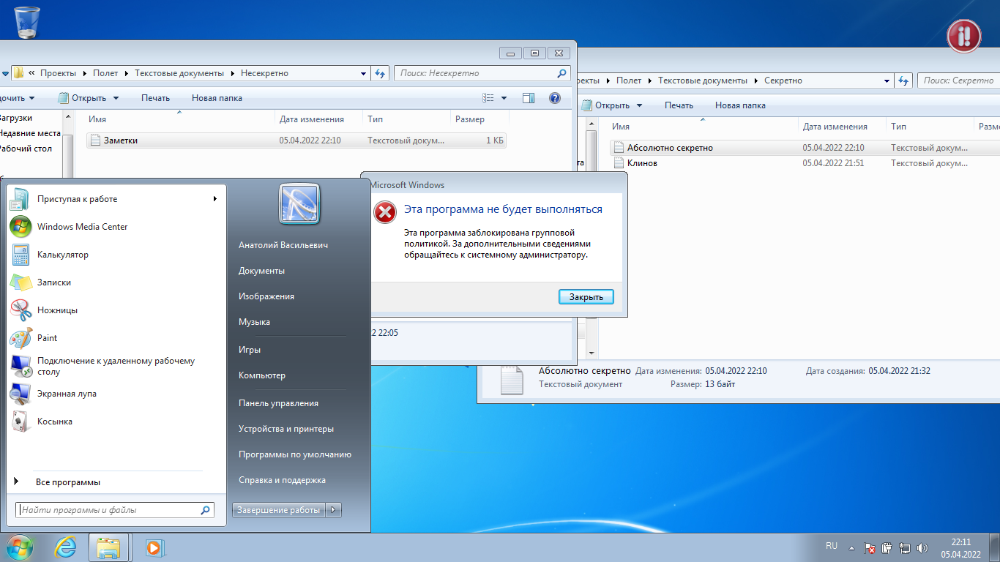 « Проекты Полет Текстовые документы Несекретно
Поиск: Несекретно
Открыть Печать Новая папка
Загрузки
Недавние места
Рабочий стол
Имя Дата изменения Тип Размер
Заметки 05.04.2022 22:10 Текстовый докум... 1 КБ
22:05
Полет Текстовые документы Секретно
Поиск: Секретно
Открыть Печать Новая папка
Имя Дата изменения Тип
Абсолютно секретно 05.04.2022 22:10 Текстовый докум...
Клинов 05.04.2022 21:51 Текстовый докум...
Абсолютно секретно Дата изменения: 05.04.2022 22:10 Дата создания: 05.04.2022 21:32
Текстовый документ Размер: 13 байт
Microsoft Windows
Эта программа не будет выполняться
Эта программа заблокирована групповой
политикой. За дополнительными сведениями
обращайтесь к системному администратору.
Закрыть
Приступая к работе
Windows Media Center
Калькулятор
Записки
Ножницы
Paint
Подключение к удаленному рабочему
столу
Экранная лупа
Косынка
Все программы
Найти программы и файлы
Анатолий Васильевич
Документы
Изображения
Музыка
Игры
Компьютер
Панель управления
Устройства и принтеры
Программы по умолчанию
Справка и поддержка
Завершение работы
RU
22:11
05.04.2022